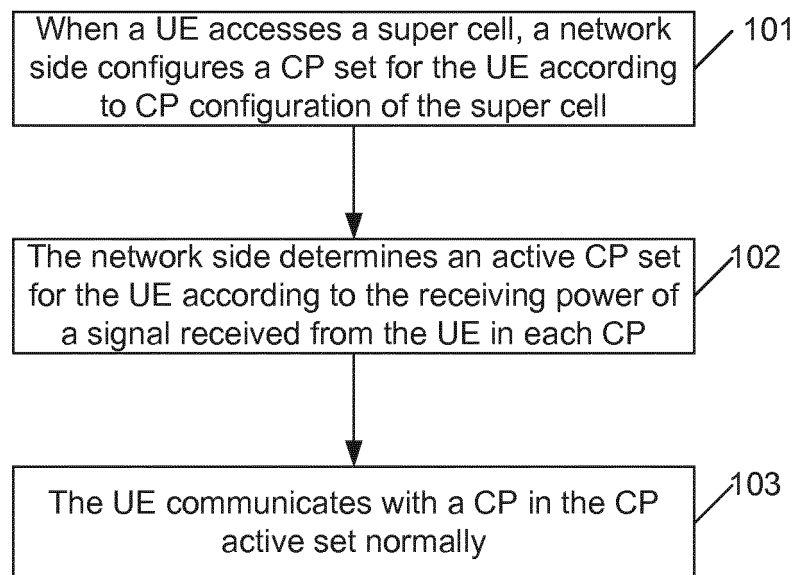 When a UE accesses a super cell, a network
side configures a CP set for the UE according
to CP configuration of the super cell
101
The network side determines an active CP set
for the UE according to the receiving power of
a signal received from the UE in each CP
102
The UE communicates with a CP in the CP
active set normally
103